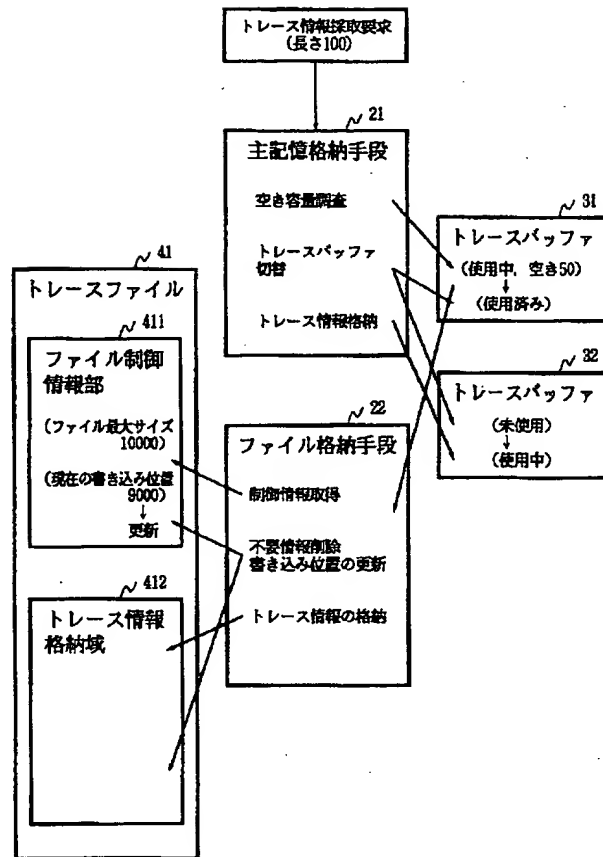 トレース情報採取要求
(長さ100)
21
主記憶格納手段
空き容量調査
トレースバッファ
切替
トレース情報格納
31
トレースバッファ
(使用中, 空き50)
↓
(使用済み)
32
トレースバッファ
(未使用)
↓
(使用中)
22
ファイル格納手段
制御情報取得
不要情報削除
書き込み位置の更新
トレース情報の格納
41
トレースファイル
411
ファイル制御
情報部
(ファイル最大サイズ
10000)
(現在の書き込み位置
9000)
↓
更新
412
トレース情報
格納域